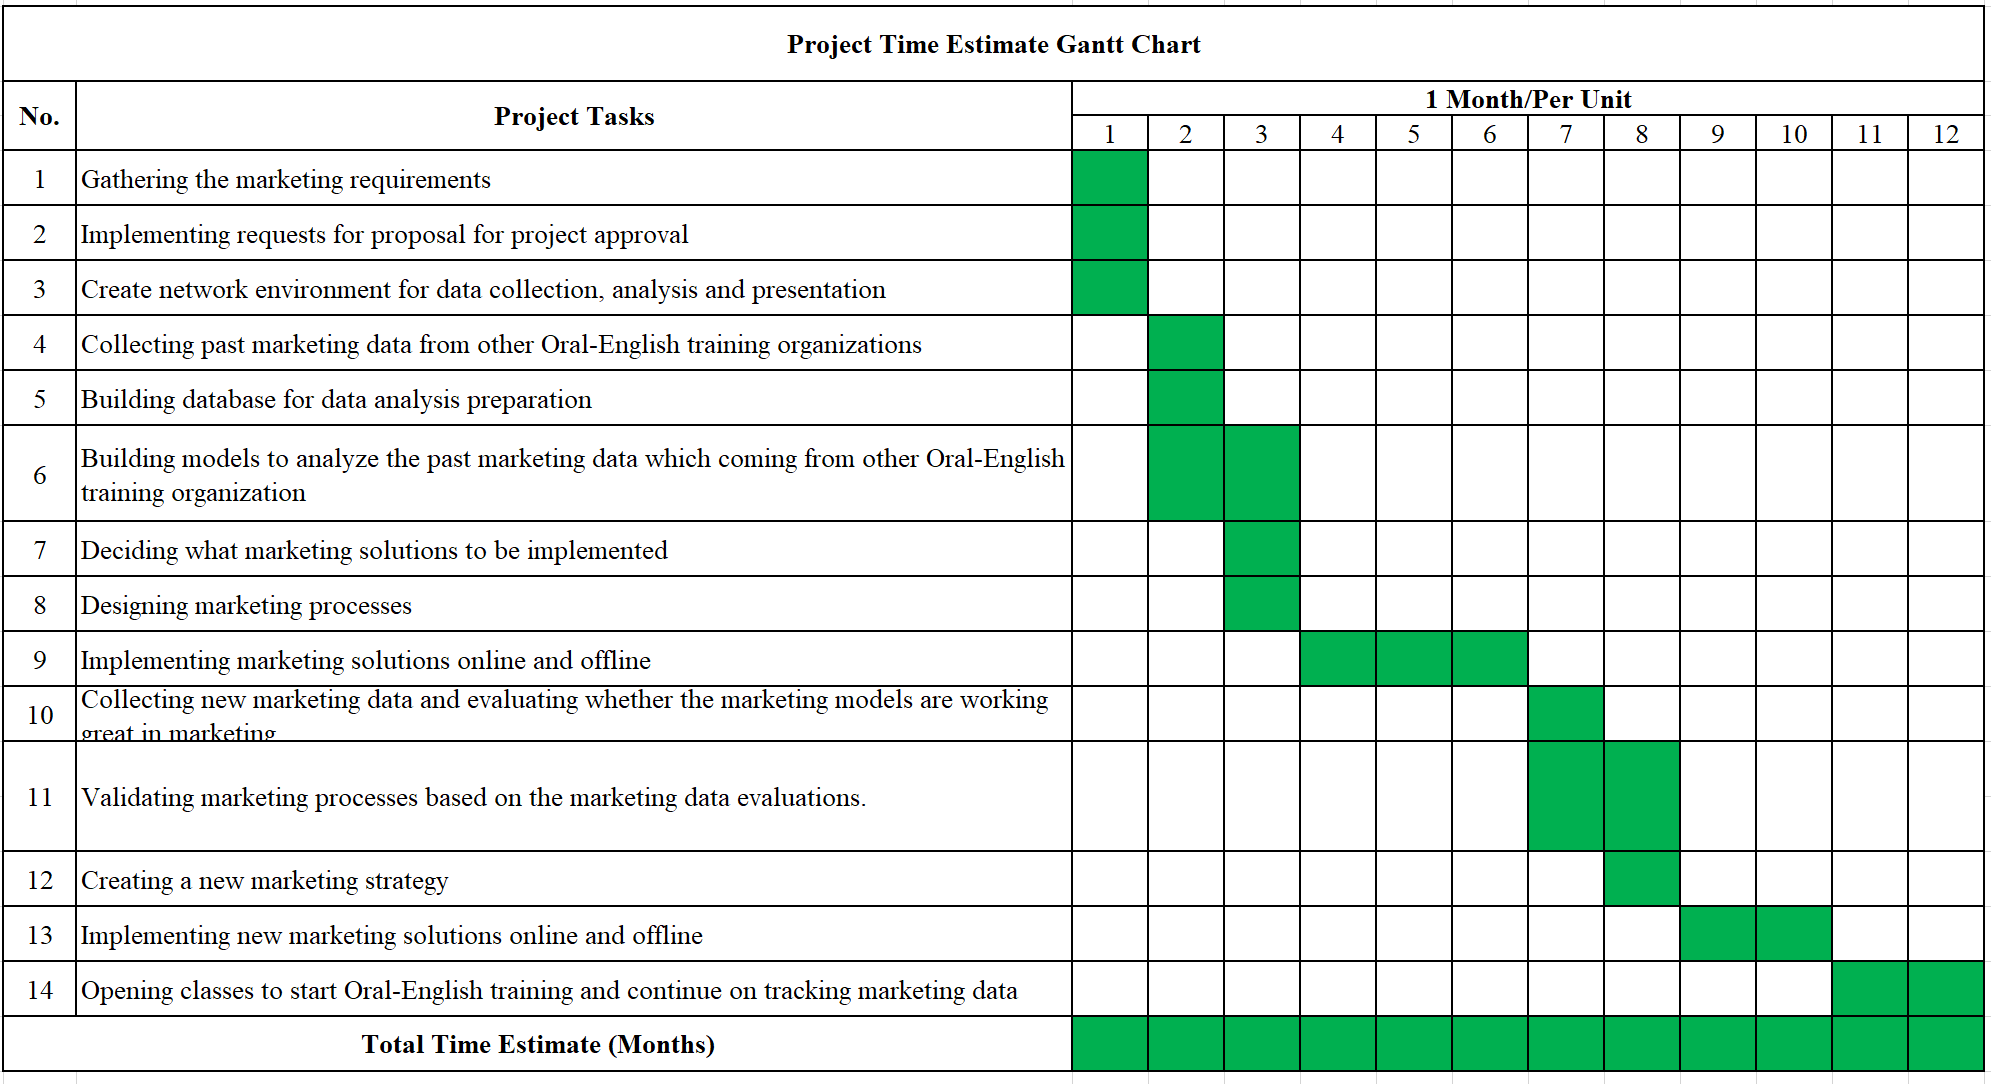 Project Time Estimate Gantt Chart
No.
Project Tasks
1 Month/Per Unit
1 2 3 4 5 6 7 8 9 10 11 12
1 Gathering the marketing requirements
2 Implementing requests for proposal for project approval
3 Create network environment for data collection, analysis and presentation
4 Collecting past marketing data from other Oral-English training organizations
5 Building database for data analysis preparation
6 Building models to analyze the past marketing data which coming from other Oral-English
training organization
7 Deciding what marketing solutions to be implemented
8 Designing marketing processes
9 Implementing marketing solutions online and offline
10 Collecting new marketing data and evaluating whether the marketing models are working
great in marketing
11 Validating marketing processes based on the marketing data evaluations.
12 Creating a new marketing strategy
13 Implementing new marketing solutions online and offline
14 Opening classes to start Oral-English training and continue on tracking marketing data
Total Time Estimate (Months)